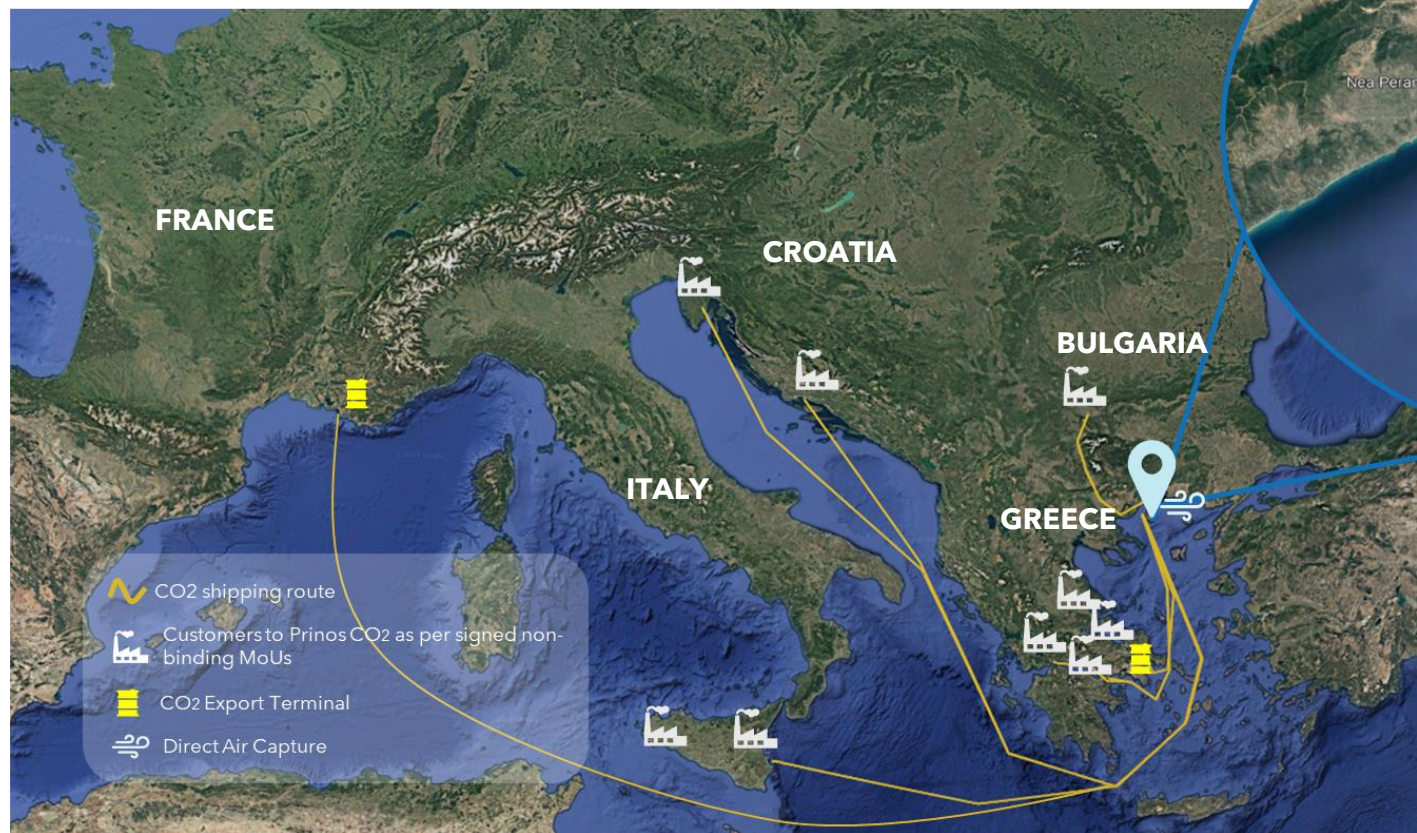 Nea Pera
FRANCE
CROATIA
BULGARIA
ITALY
GREECE
CO2 shipping route
Customers to Prinos CO2 as per signed non-
binding MoUs
CO2 Export Terminal
Direct Air Capture